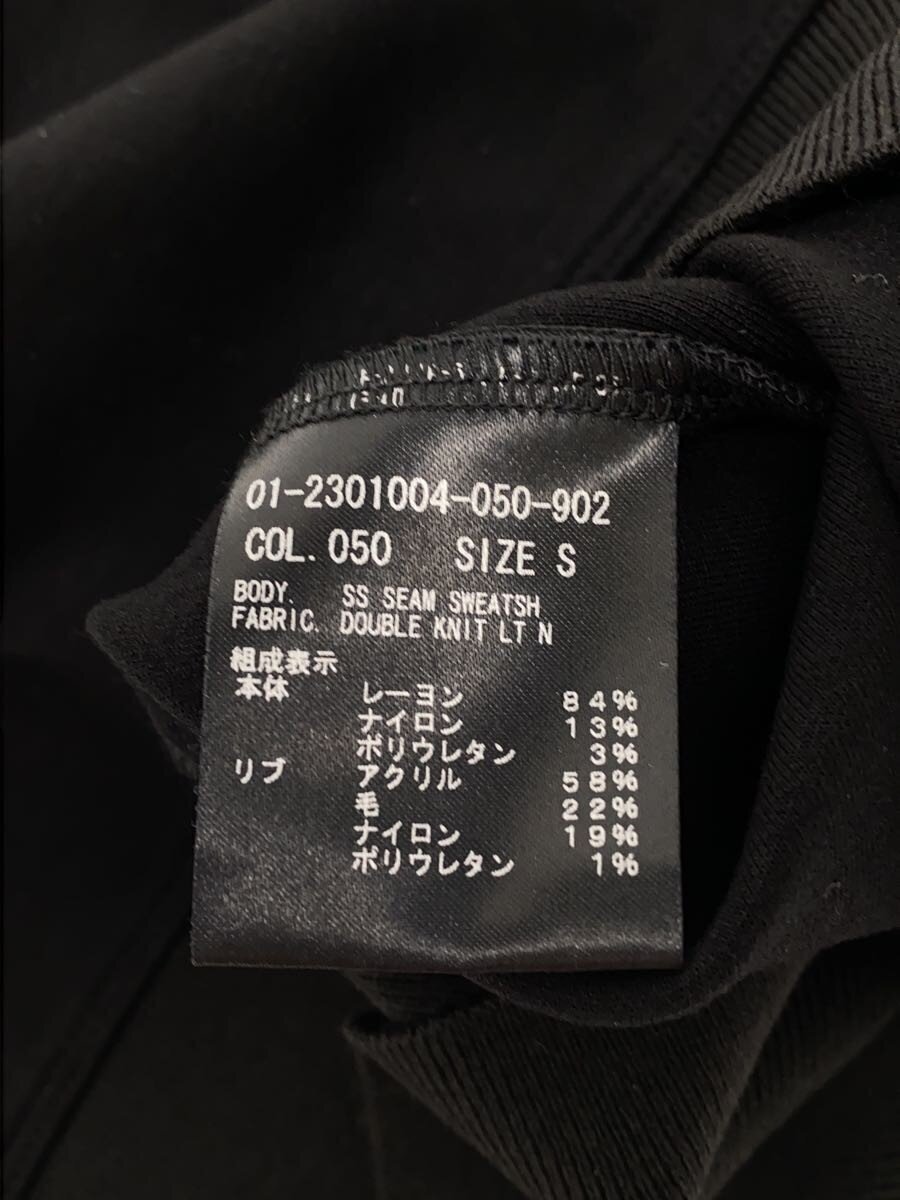 01-2301004-050-902
COL. 050 SIZE S
BODY. SS SEAM SWEATSH
FABRIC. DOUBLE KNIT LT N
組成表示
本体 レーヨン 84%
ナイロン 13%
ポリウレタン 3%
リブ アクリル 58%
毛 22%
ナイロン 19%
ポリウレタン 1%